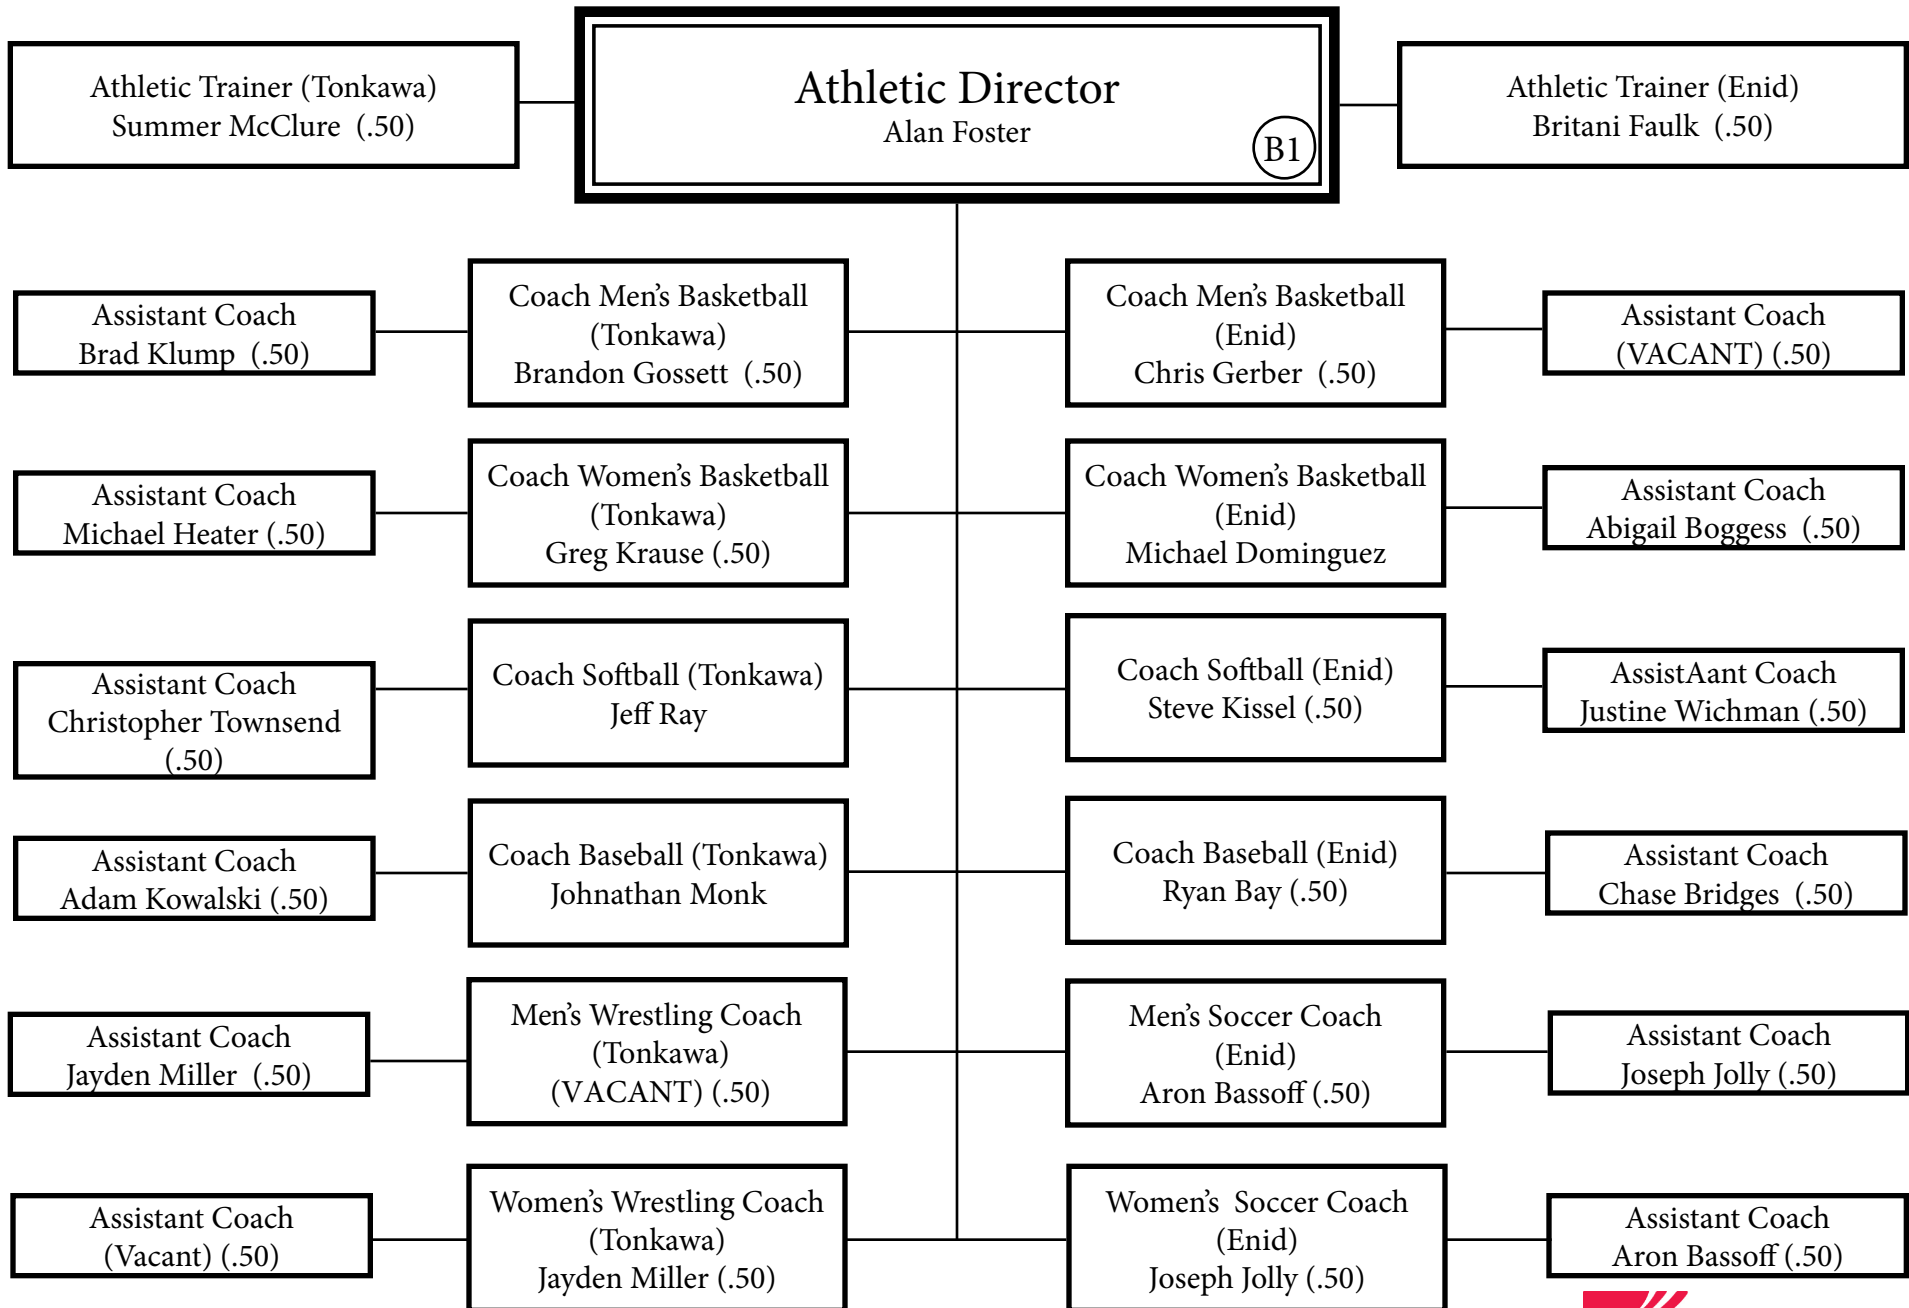 Athletic Trainer (Tonkawa)
Summer McClure (.50)
Athletic Director
Alan Foster
B1
Athletic Trainer (Enid)
Britani Faulk (.50)
Assistant Coach
Brad Klump (.50)
Coach Men's Basketball
(Tonkawa)
Brandon Gossett (.50)
Coach Men's Basketball
(Enid)
Chris Gerber (.50)
Assistant Coach
(VACANT) (.50)
Assistant Coach
Michael Heater (.50)
Coach Women's Basketball
(Tonkawa)
Greg Krause (.50)
Coach Women's Basketball
(Enid)
Michael Dominguez
Assistant Coach
Abigail Boggess (.50)
Assistant Coach
Christopher Townsend
(.50)
Coach Softball (Tonkawa)
Jeff Ray
Coach Softball (Enid)
Steve Kissel (.50)
AssistAant Coach
Justine Wichman (.50)
Assistant Coach
Adam Kowalski (.50)
Coach Baseball (Tonkawa)
Johnathan Monk
Coach Baseball (Enid)
Ryan Bay (.50)
Assistant Coach
Chase Bridges (.50)
Assistant Coach
Jayden Miller (.50)
Men's Wrestling Coach
(Tonkawa)
(VACANT) (.50)
Men's Soccer Coach
(Enid)
Aron Bassoff (.50)
Assistant Coach
Joseph Jolly (.50)
Assistant Coach
(Vacant) (.50)
Women's Wrestling Coach
(Tonkawa)
Jayden Miller (.50)
Women's Soccer Coach
(Enid)
Joseph Jolly (.50)
Assistant Coach
Aron Bassoff (.50)